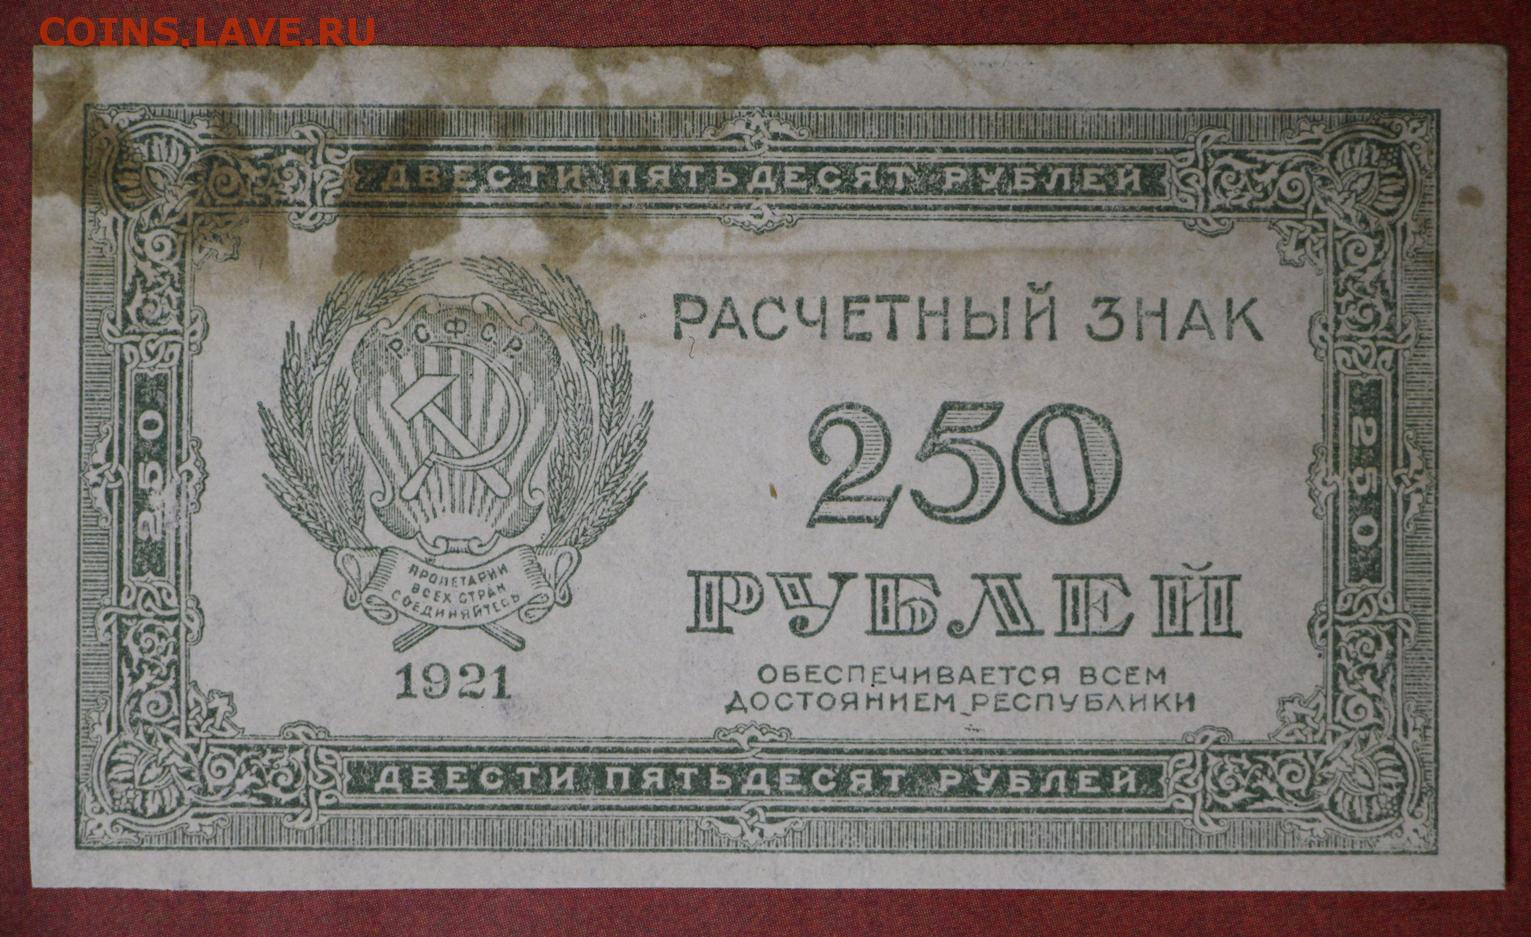 COINS.LAVE.RU
ДВЕСТИ ПЯТЬДЕСЯТ РУБЛЕЙ
РСФСР
РАСЧЕТНЫЙ ЗНАК
250
250
250
РУБЛЕЙ
ПРОЛЕТАРИИ
ВСЕХ СТРАН
СОЕДИНЯЙТЕСЬ
1921
ОБЕСПЕЧИВАЕТСЯ ВСЕМ
ДОСТОЯНИЕМ РЕСПУБЛИКИ
ДВЕСТИ ПЯТЬДЕСЯТ РУБЛЕЙ